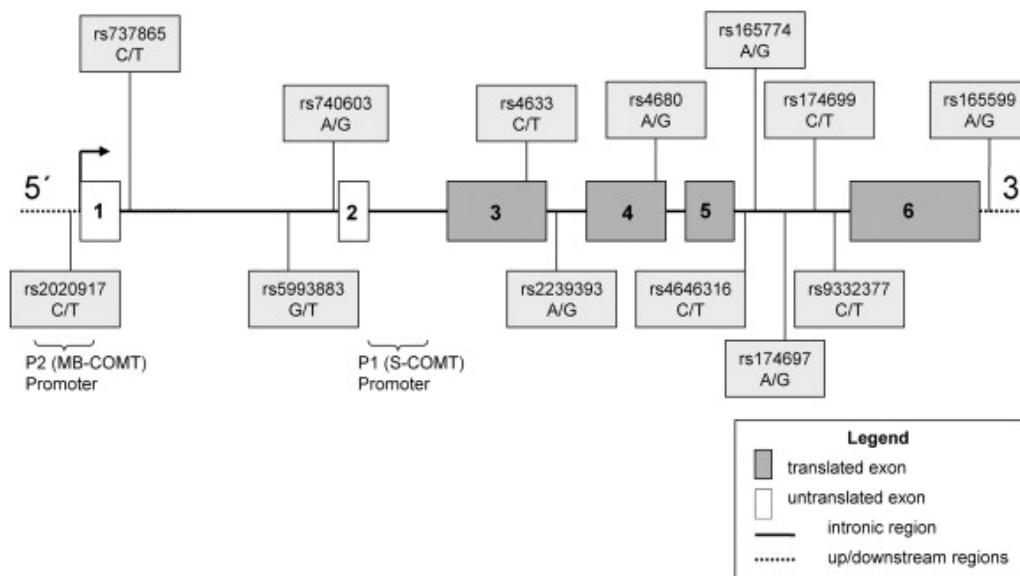 rs737865
C/T
rs740603
A/G
rs4633
C/T
rs4680
A/G
rs165774
A/G
rs174699
C/T
rs165599
A/G
5´
1
2
3
4
5
6
3
rs2020917
C/T
rs5993883
G/T
rs2239393
A/G
rs4646316
C/T
rs174697
A/G
rs9332377
C/T
P2 (MB-COMT)
Promoter
P1 (S-COMT)
Promoter
Legend
translated exon
untranslated exon
intronic region
up/downstream regions